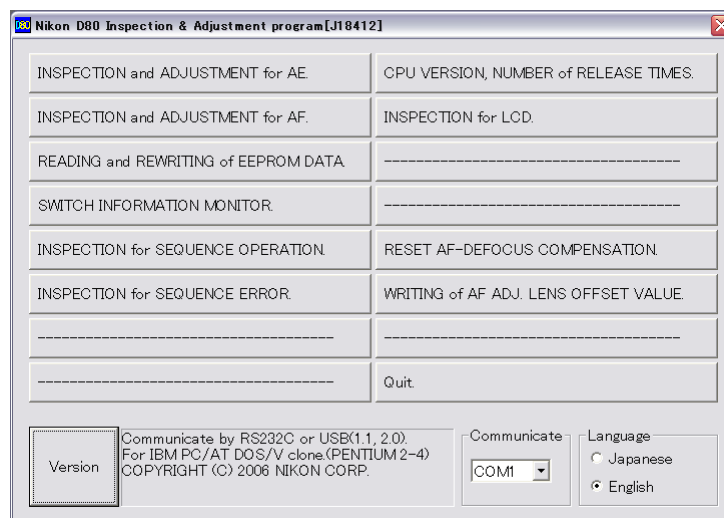 D80 Nikon D80 Inspection & Adjustment program[J18412]
INSPECTION and ADJUSTMENT for AE.
CPU VERSION, NUMBER of RELEASE TIMES.
INSPECTION and ADJUSTMENT for AF.
INSPECTION for LCD.
READING and REWRITING of EEPROM DATA.
-------------------------------------
SWITCH INFORMATION MONITOR.
-------------------------------------
INSPECTION for SEQUENCE OPERATION.
RESET AF-DEFOCUS COMPENSATION.
INSPECTION for SEQUENCE ERROR.
WRITING of AF ADJ. LENS OFFSET VALUE.
-------------------------------------
-------------------------------------
-------------------------------------
Quit.
Version
Communicate by RS232C or USB(1.1, 2.0).
For IBM PC/AT DOS/V clone.(PENTIUM 2-4)
COPYRIGHT (C) 2006 NIKON CORP.
Communicate
COM1
Language
Japanese
English